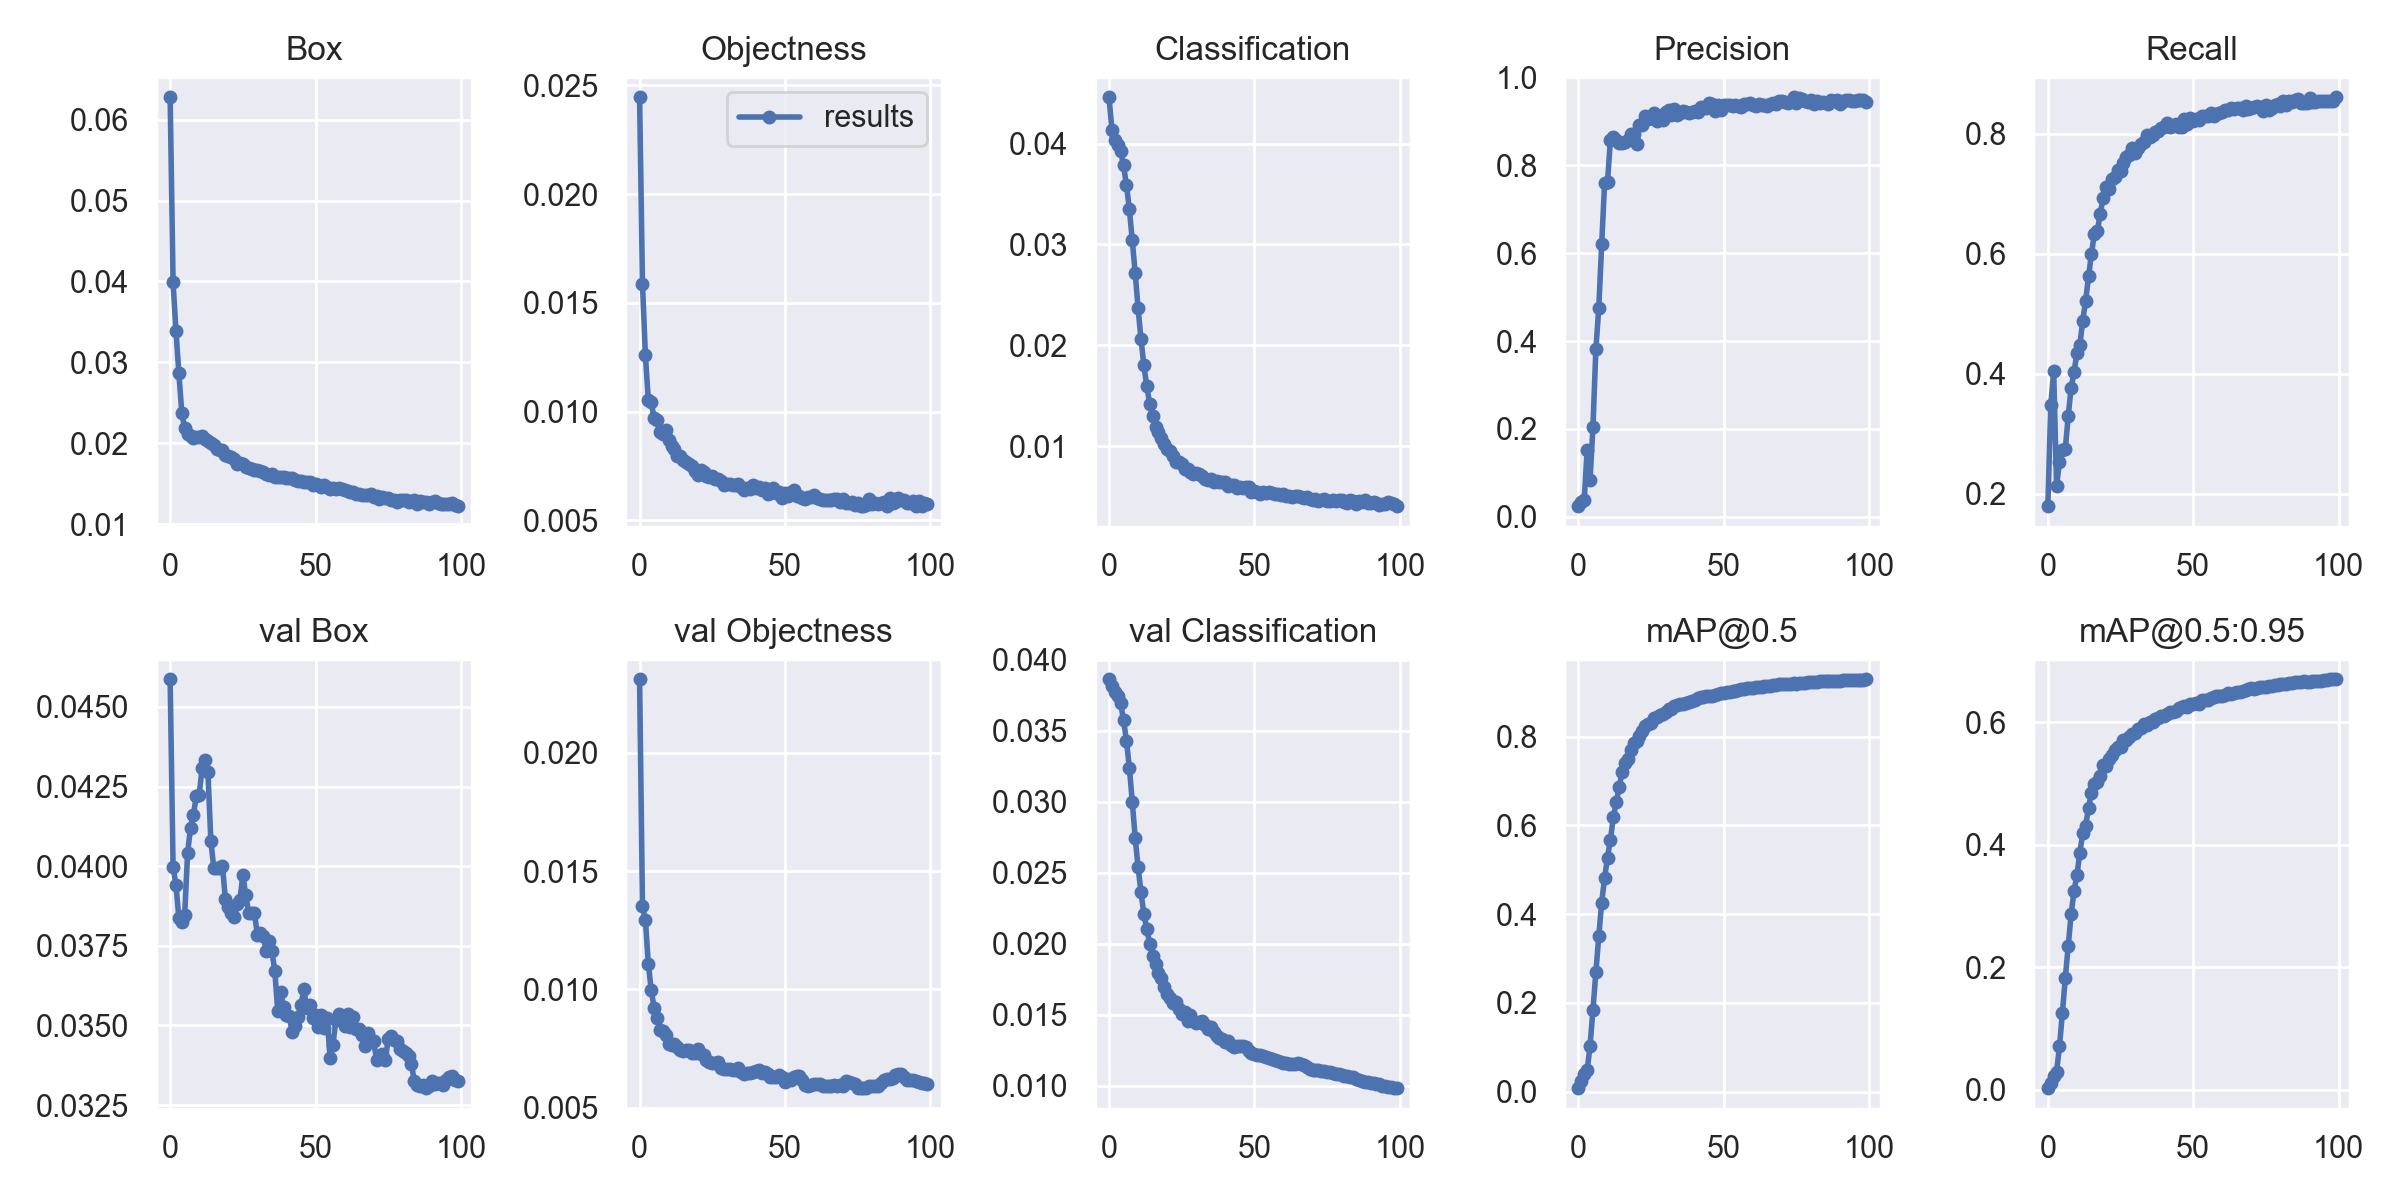 Box
0.06
0.05
0.04
0.03
0.02
0.01
0 50 100
Objectness
results
0.025
0.020
0.015
0.010
0.005
0 50 100
Classification
0.04
0.03
0.02
0.01
0 50 100
Precision
1.0
0.8
0.6
0.4
0.2
0.0
0 50 100
Recall
0.8
0.6
0.4
0.2
0 50 100
val Box
0.0450
0.0425
0.0400
0.0375
0.0350
0.0325
0 50 100
val Objectness
0.020
0.015
0.010
0.005
0 50 100
val Classification
0.040
0.035
0.030
0.025
0.020
0.015
0.010
0 50 100
mAP@0.5
0.8
0.6
0.4
0.2
0.0
0 50 100
mAP@0.5:0.95
0.6
0.4
0.2
0.0
0 50 100